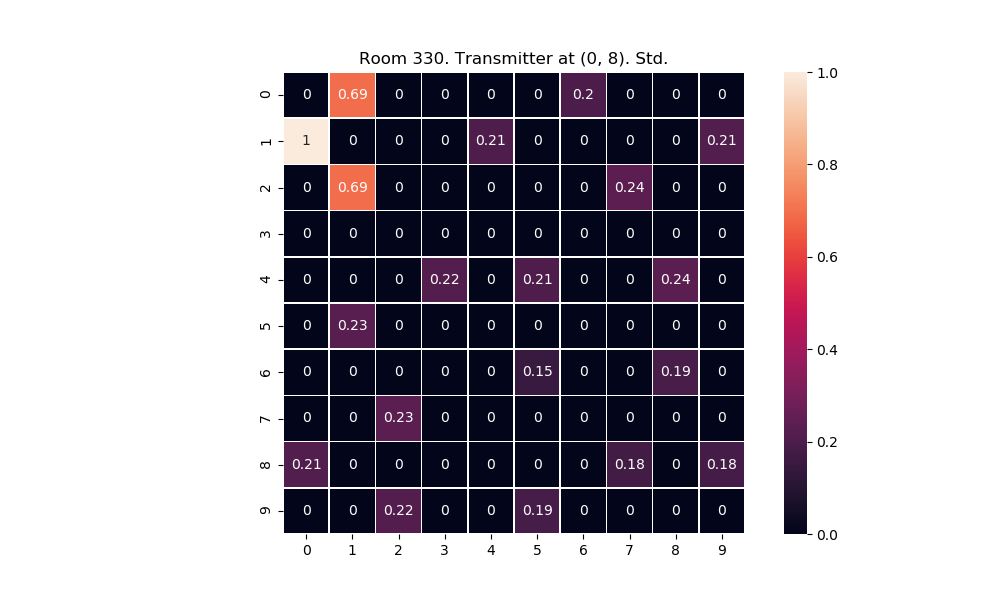 Room 330. Transmitter at (0, 8). Std.
0 0 0.69 0 0 0 0 0.2 0 0 0
1 1 0 0 0 0.21 0 0 0 0 0.21
2 0 0.69 0 0 0 0 0 0.24 0 0
3 0 0 0 0 0 0 0 0 0 0
4 0 0 0 0.22 0 0.21 0 0 0.24 0
5 0 0.23 0 0 0 0 0 0 0 0
6 0 0 0 0 0 0.15 0 0 0.19 0
7 0 0 0.23 0 0 0 0 0 0 0
8 0.21 0 0 0 0 0 0 0.18 0 0.18
9 0 0 0.22 0 0 0.19 0 0 0 0
0 1 2 3 4 5 6 7 8 9
1.0
0.8
0.6
0.4
0.2
0.0